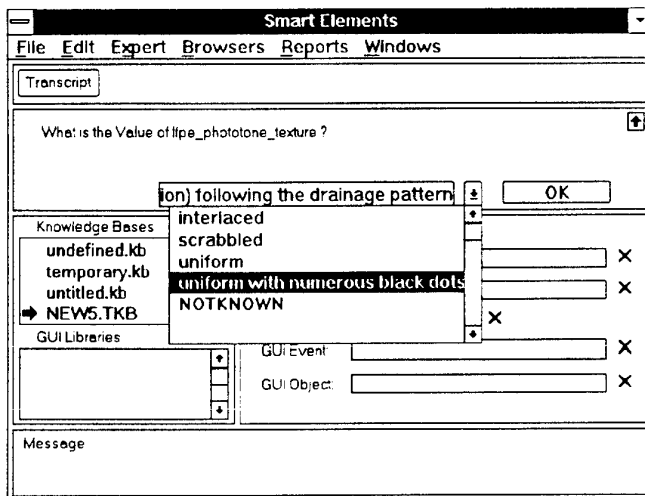 Smart Elements
File Edit Expert Browsers Reports Windows
Transcript
What is the Value of lfpe_phototone_texture ?
ion) following the drainage pattern
OK
interlaced
scrabbled
uniform
uniform with numerous black dots
NOTKNOWN
Knowledge Bases
undefined.kb
temporary.kb
untitled.kb
NEW5.TKB
GUI Libraries
GUI Event:
GUI Object:
Message